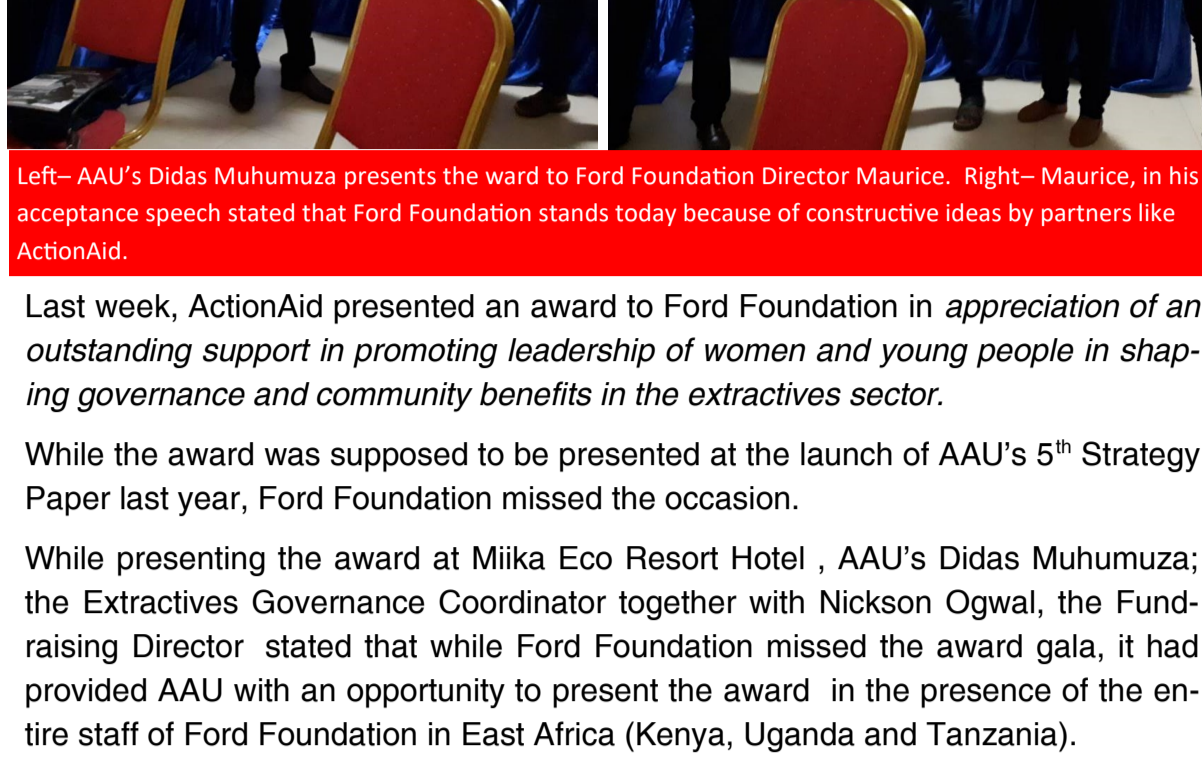 Left– AAU’s Didas Muhumuza presents the ward to Ford Foundation Director Maurice.  Right– Maurice, in his
acceptance speech stated that Ford Foundation stands today because of constructive ideas by partners like
ActionAid.
Last week, ActionAid presented an award to Ford Foundation in appreciation of an
outstanding support in promoting leadership of women and young people in shap-
ing governance and community benefits in the extractives sector.
While the award was supposed to be presented at the launch of AAU’s 5th Strategy
Paper last year, Ford Foundation missed the occasion.
While presenting the award at Miika Eco Resort Hotel , AAU’s Didas Muhumuza;
the Extractives Governance Coordinator together with Nickson Ogwal, the Fund-
raising Director  stated that while Ford Foundation missed the award gala, it had
provided AAU with an opportunity to present the award  in the presence of the en-
tire staff of Ford Foundation in East Africa (Kenya, Uganda and Tanzania).